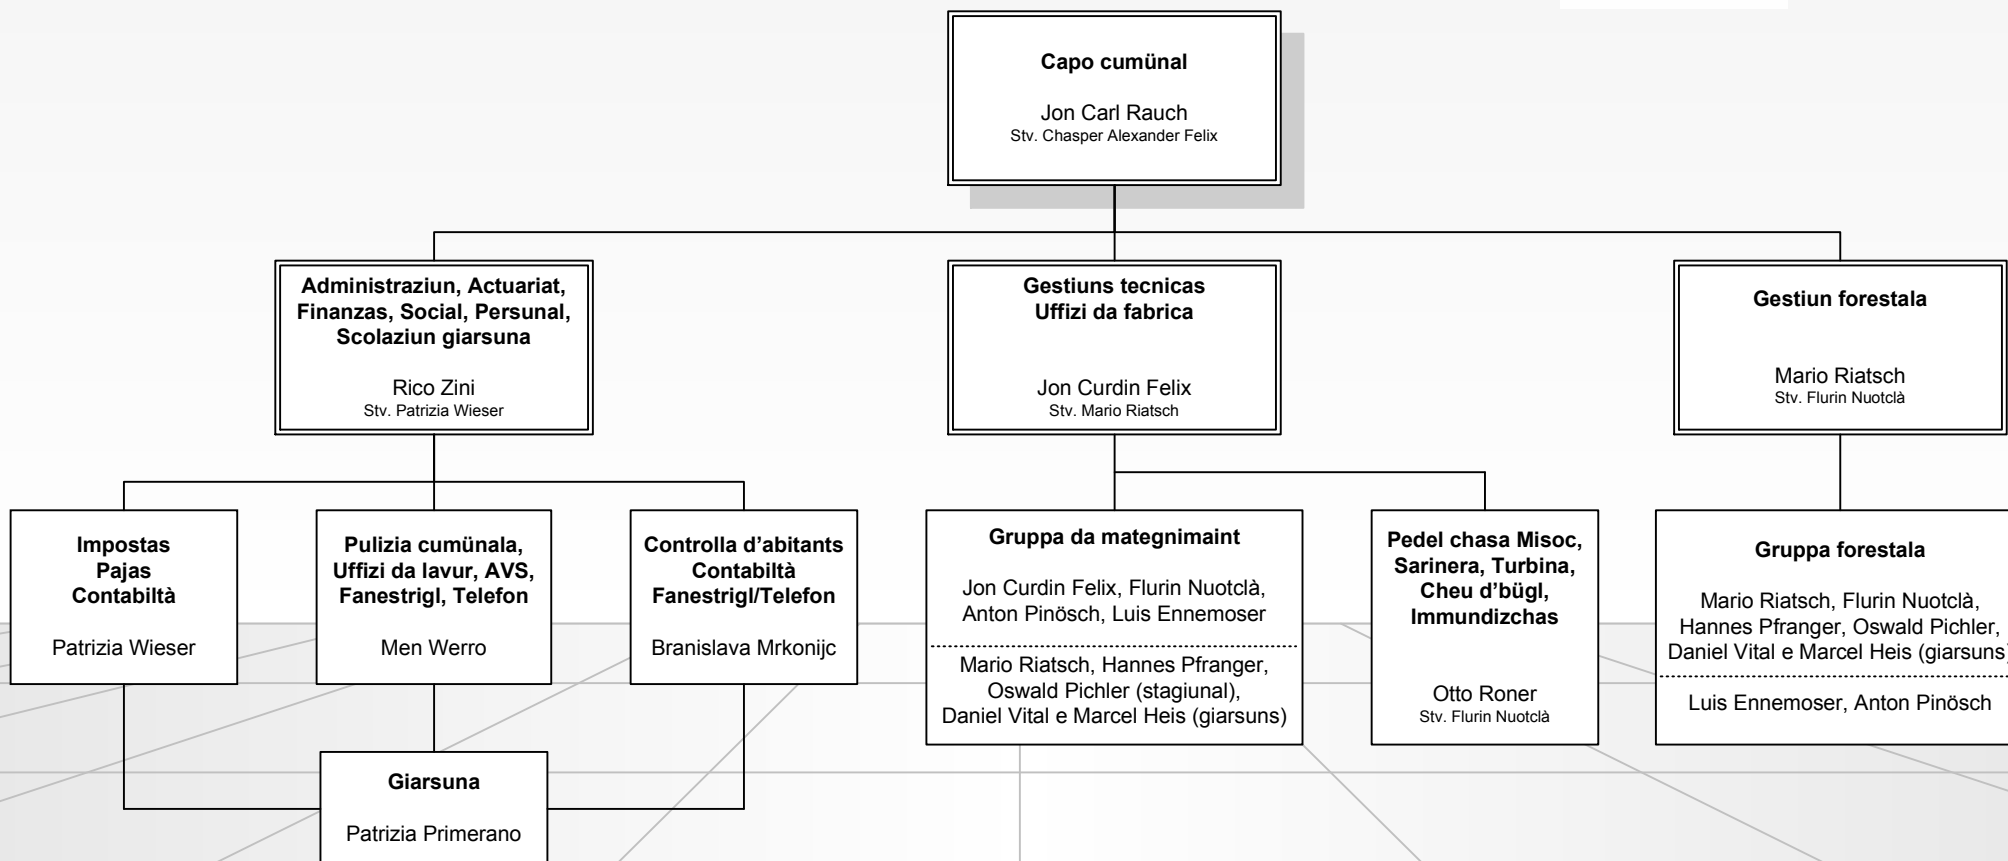 Capo cumünal
Jon Carl Rauch
Stv. Chasper Alexander Felix
Administraziun, Actuariat,
Finanzas, Social, Persunal,
Scolaziun giarsuna
Rico Zini
Stv. Patrizia Wieser
Gestiuns tecnicas
Uffizi da fabrica
Jon Curdin Felix
Stv. Mario Riatsch
Gestiun forestala
Mario Riatsch
Stv. Flurin Nuotclà
Impostas
Pajas
Contabiltà
Patrizia Wieser
Pulizia cumünala,
Uffizi da lavur, AVS,
Fanestrigl, Telefon
Men Werro
Controlla d'abitants
Contabiltà
Fanestrigl/Telefon
Branislava Mrkonijc
Gruppa da mategnimaint
Jon Curdin Felix, Flurin Nuotclà,
Anton Pinösch, Luis Ennemoser
Mario Riatsch, Hannes Pfranger,
Oswald Pichler (stagiunal),
Daniel Vital e Marcel Heis (giarsuns)
Pedel chasa Misoc,
Sarinera, Turbina,
Cheu d'bügl,
Immundizchas
Otto Roner
Stv. Flurin Nuotclà
Gruppa forestala
Mario Riatsch, Flurin Nuotclà,
Hannes Pfranger, Oswald Pichler,
Daniel Vital e Marcel Heis (giarsuns)
Luis Ennemoser, Anton Pinösch
Giarsuna
Patrizia Primerano